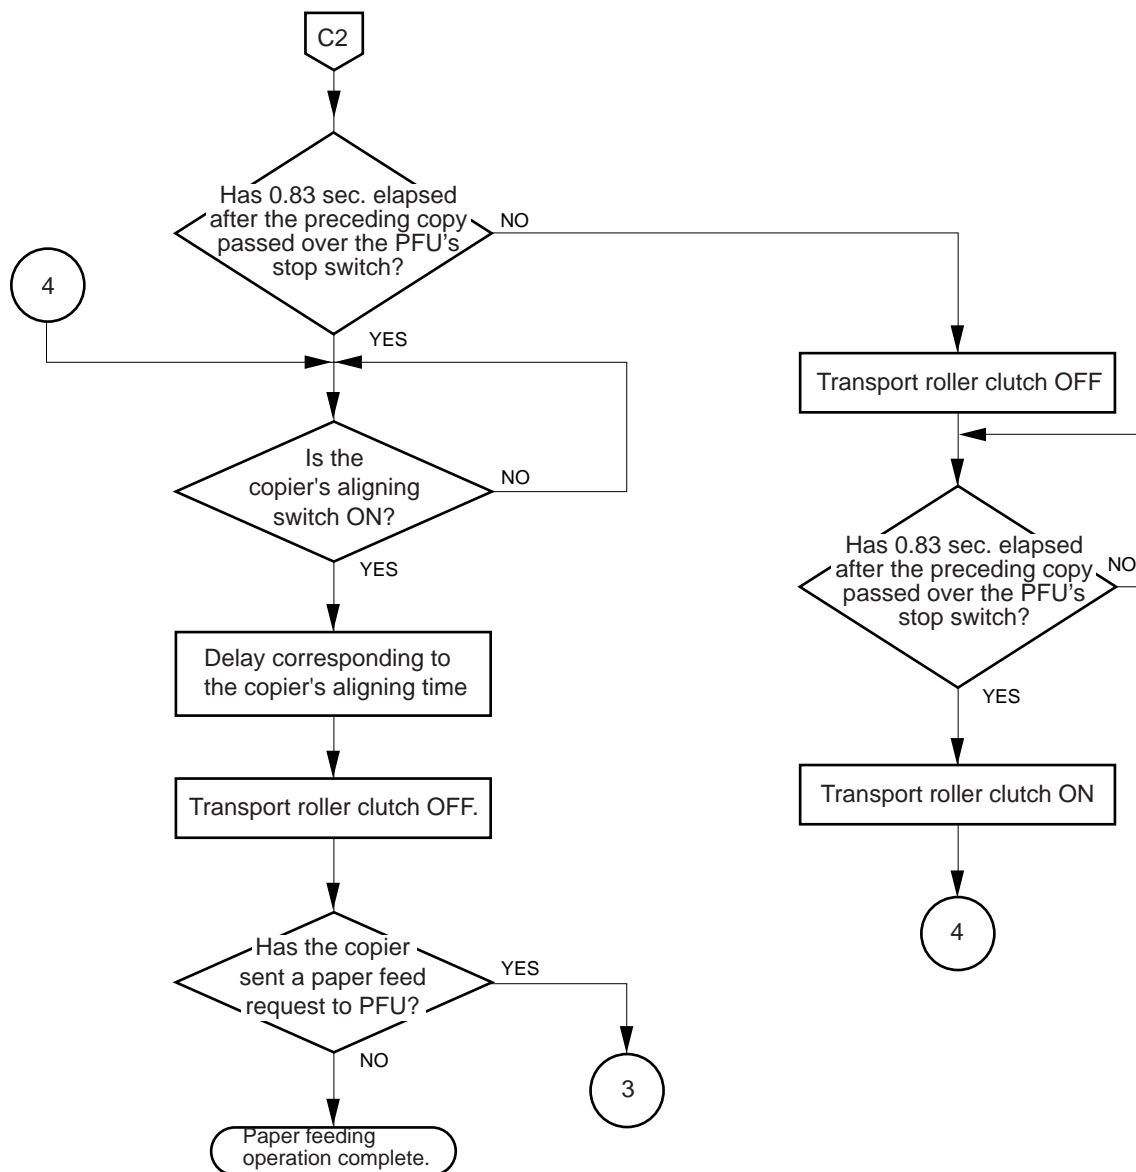 C2
Has 0.83 sec. elapsed
after the preceding copy
passed over the PFU's
stop switch?
NO
YES
4
Is the
copier's aligning
switch ON?
NO
YES
Delay corresponding to
the copier's aligning time
Transport roller clutch OFF.
Has the copier
sent a paper feed
request to PFU?
YES
NO
3
Paper feeding
operation complete.
Transport roller clutch OFF
Has 0.83 sec. elapsed
after the preceding copy
passed over the PFU's
stop switch?
NO
YES
Transport roller clutch ON
4